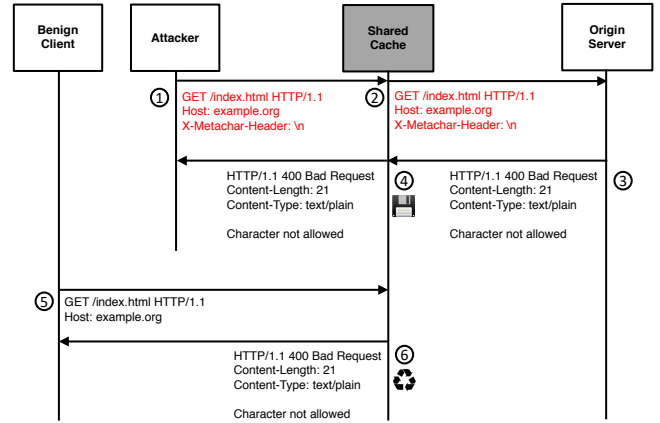 Benign
Client
Attacker
Shared
Cache
Origin
Server
1
GET /index.html HTTP/1.1
Host: example.org
X-Metachar-Header: \n
2
GET /index.html HTTP/1.1
Host: example.org
X-Metachar-Header: \n
HTTP/1.1 400 Bad Request
Content-Length: 21
Content-Type: text/plain
Character not allowed
4
HTTP/1.1 400 Bad Request
Content-Length: 21
Content-Type: text/plain
Character not allowed
3
5
GET /index.html HTTP/1.1
Host: example.org
HTTP/1.1 400 Bad Request
Content-Length: 21
Content-Type: text/plain
Character not allowed
6